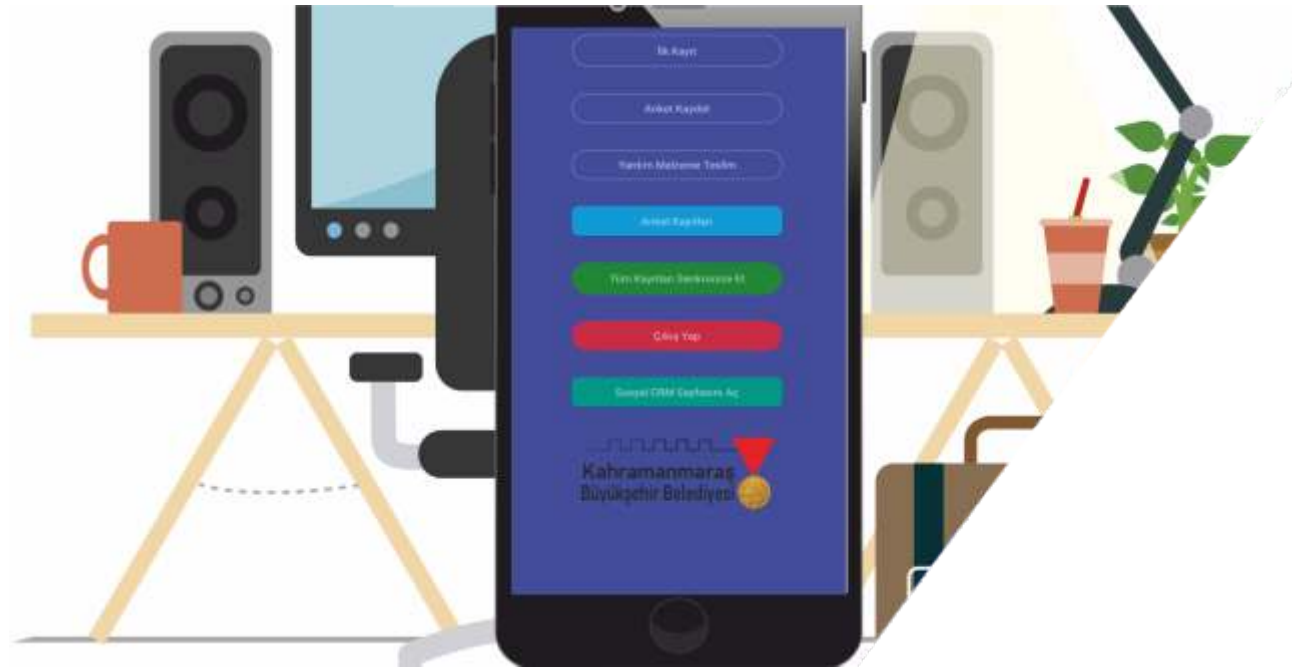 İlk Kayıt
Anket Kaydet
Yardım Malzeme Teslim
Anket Kayıtları
Tüm Kayıtları Senkronize Et
Çıkış Yap
Sosyal CRM Sayfasını Aç
Kahramanmaraş
Büyükşehir Belediyesi